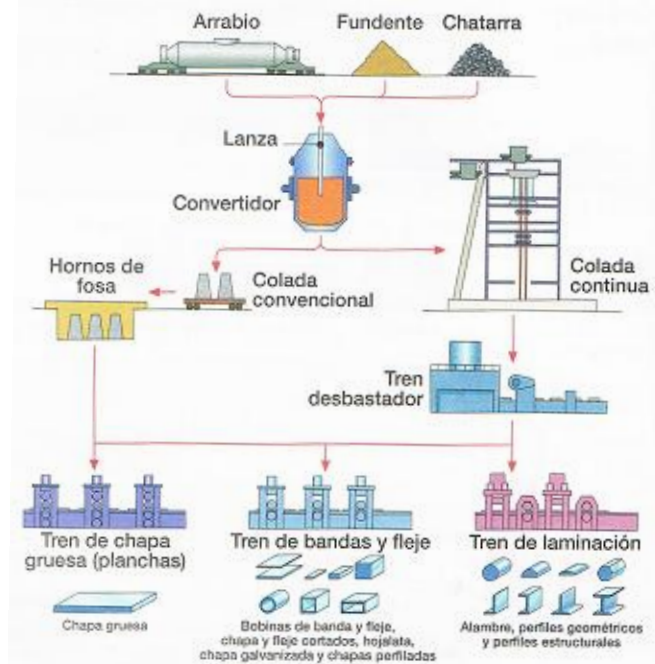 Arrabio
Fundente
Chatarra
Lanza
Convertidor
Hornos de
fosa
Colada
convencional
Colada
continua
Tren
desbastador
Tren de chapa
gruesa (planchas)
Chapa gruesa
Tren de bandas y fleje
Bobinas de banda y fleje,
chapa y fleje cortados, hojalata,
chapa galvanizada y chapas perfiladas
Tren de laminación
Alambre, perfiles geométricos
y perfiles estructurales